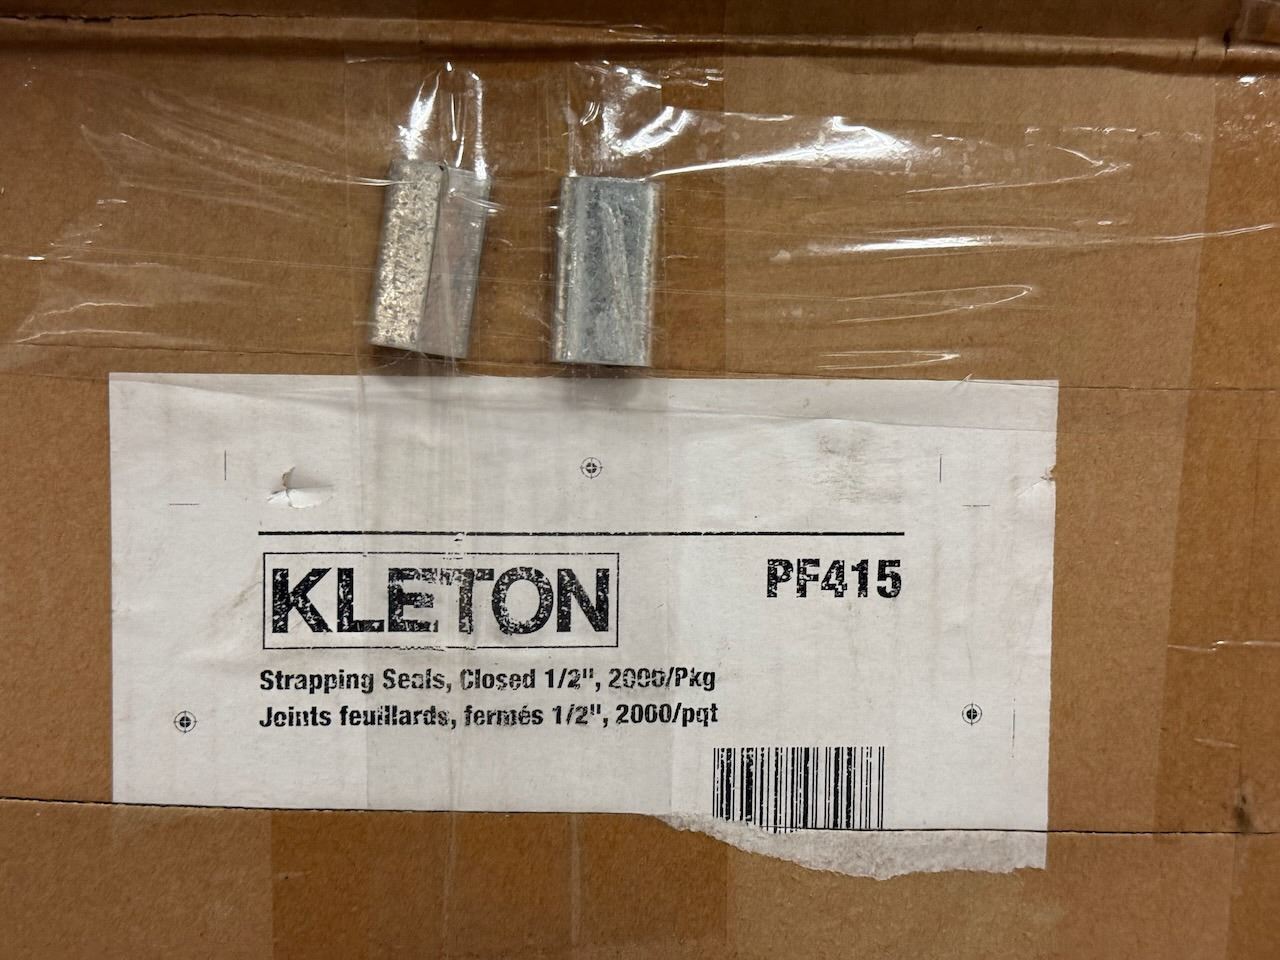 KLETON
PF415
Strapping Seals, Closed 1/2", 2000/Pkg
Joints feuillards, fermés 1/2", 2000/pqt